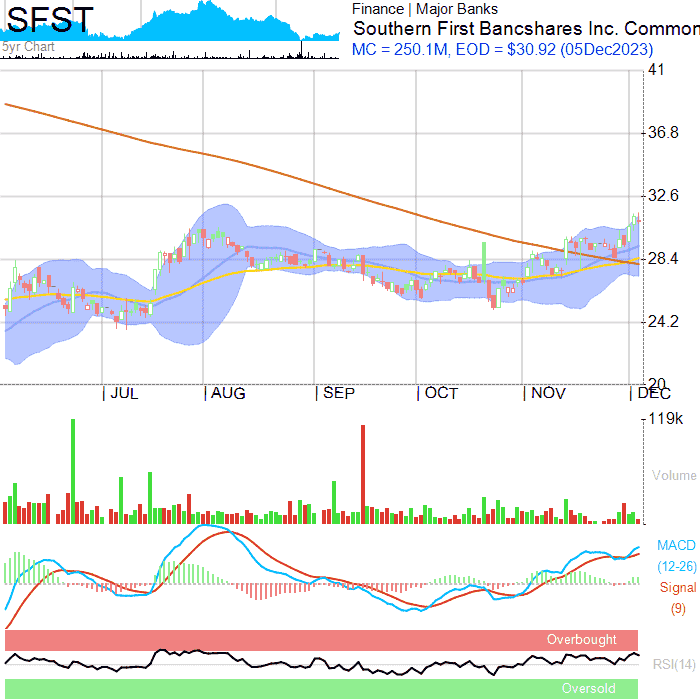 SFST
5yr Chart
Finance | Major Banks
Southern First Bancshares Inc. Common
MC = 250.1M, EOD = $30.92 (05Dec2023)
41
36.8
32.6
28.4
24.2
20
JUL
AUG
SEP
OCT
NOV
DEC
119k
Volume
MACD
(12-26)
Signal
(9)
Overbought
RSI(14)
Oversold